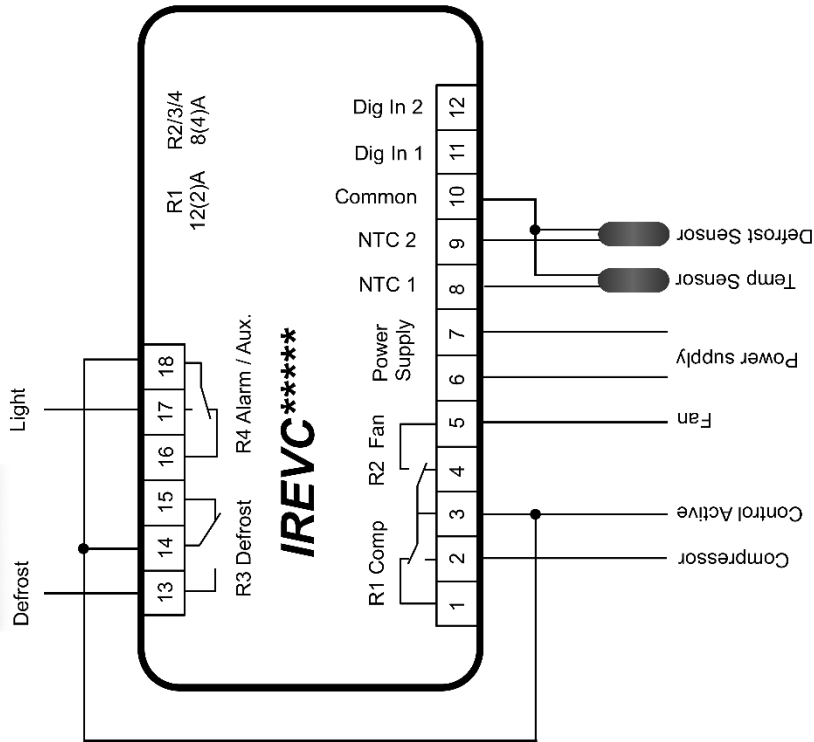 R1 R2/3/4
12(2)A 8(4)A
Dig In 2
12
Dig In 1
11
Common
10
NTC 2
9
NTC 1
8
Power Supply
7
6
R2 Fan
5
4
3
R1 Comp
2
1
IREVC*****
R4 Alarm / Aux.
18
17
16
R3 Defrost
15
14
13
Light
Defrost
Defrost Sensor
Temp Sensor
Power supply
Fan
Control Active
Compressor